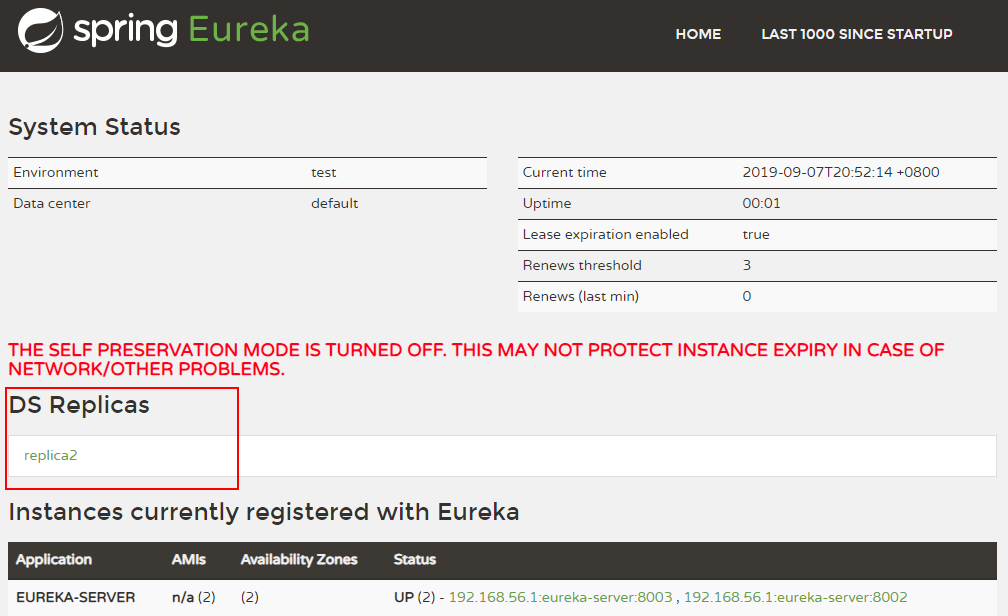 spring Eureka HOME LAST 1000 SINCE STARTUP
System Status
Environment test
Data center default
Current time 2019-09-07T20:52:14 +0800
Uptime 00:01
Lease expiration enabled true
Renews threshold 3
Renews (last min) 0
THE SELF PRESERVATION MODE IS TURNED OFF. THIS MAY NOT PROTECT INSTANCE EXPIRY IN CASE OF
NETWORK/OTHER PROBLEMS.
DS Replicas
replica2
Instances currently registered with Eureka
Application AMIs Availability Zones Status
EUREKA-SERVER n/a (2) (2) UP (2) - 192.168.56.1:eureka-server:8003 , 192.168.56.1:eureka-server:8002